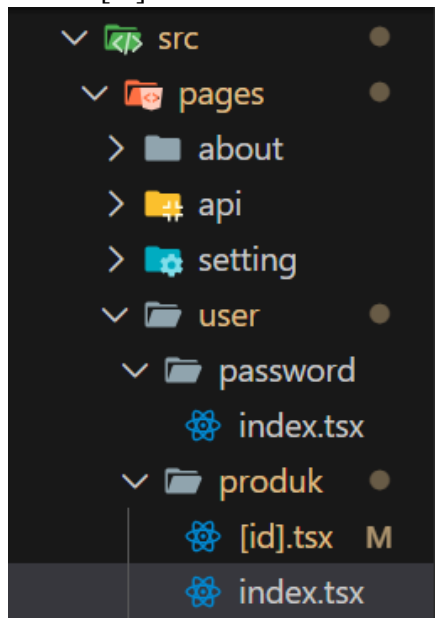 src
pages
about
api
setting
user
password
index.tsx
produk
[id].tsx M
index.tsx